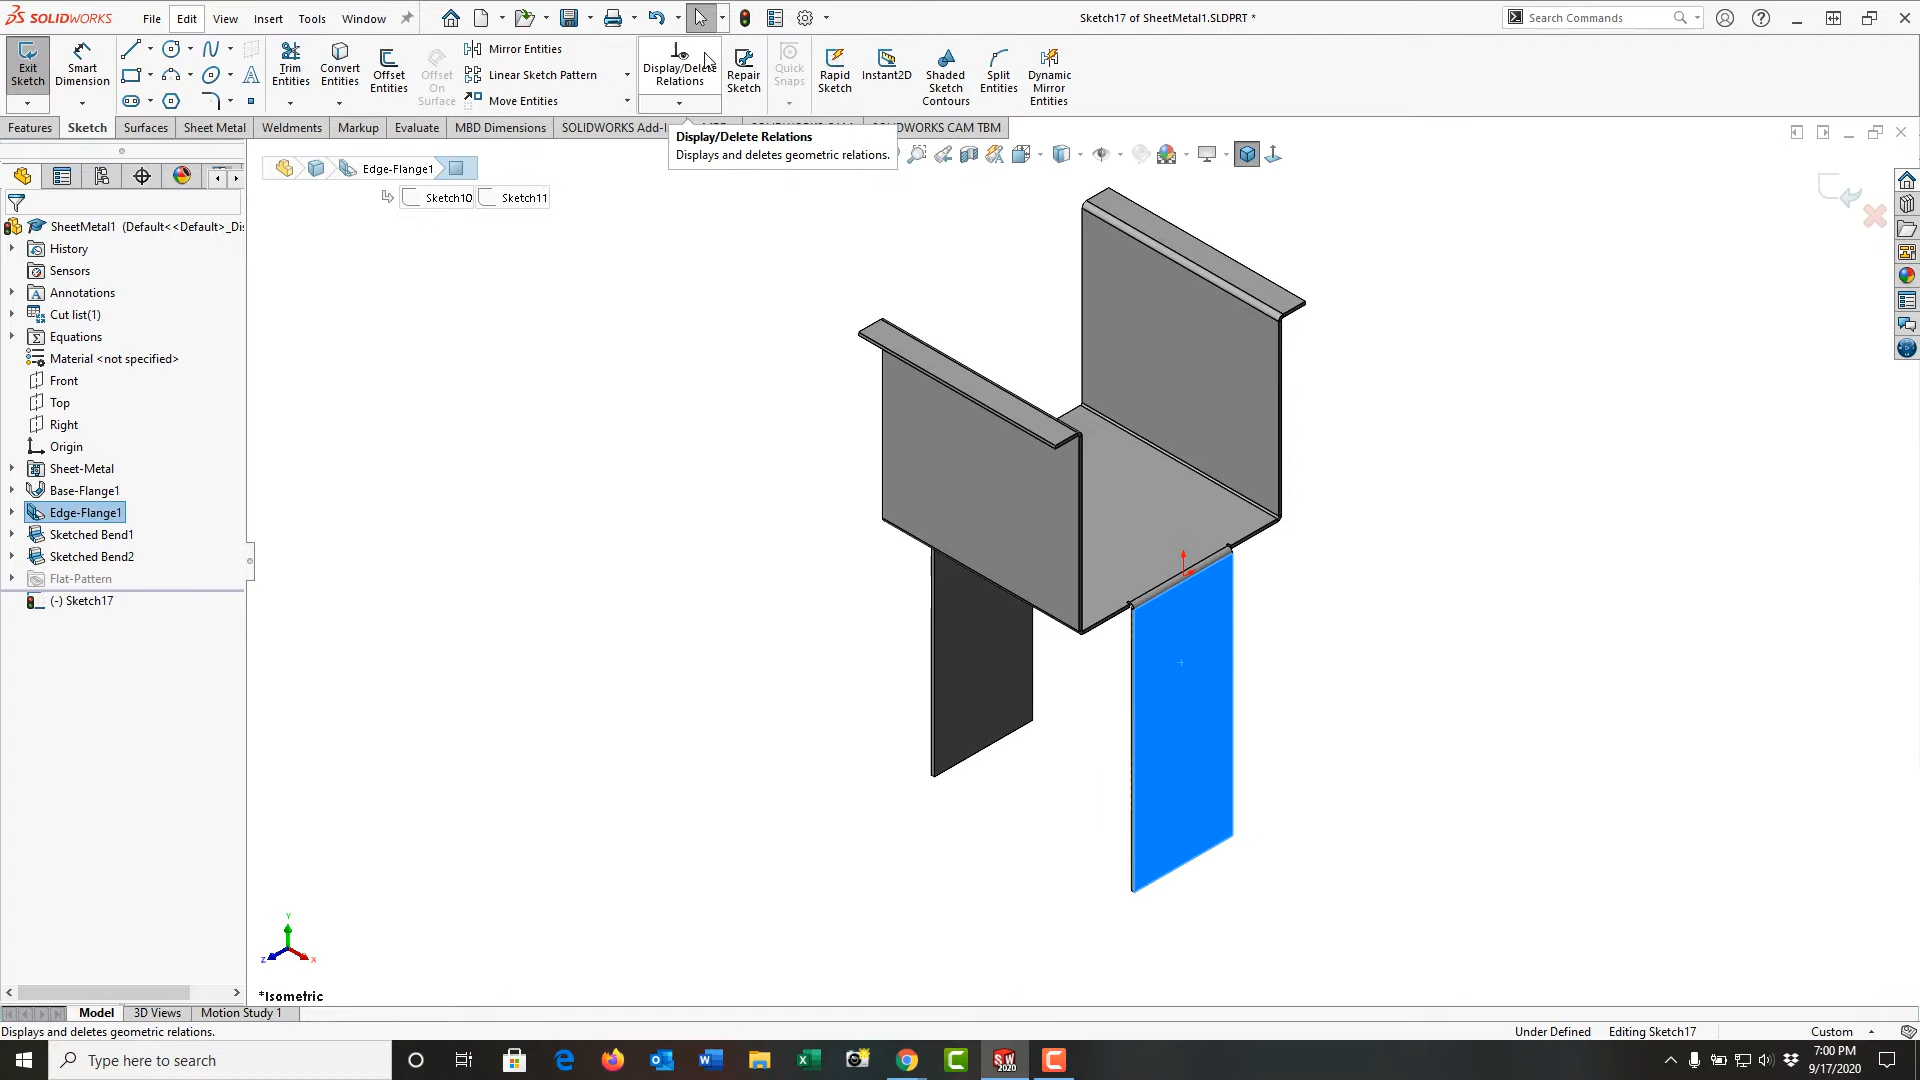 SOLIDWORKS File Edit View Insert Tools Window
Sketch17 of SheetMetal1.SLDPRT *
Search Commands
Exit Sketch
Smart Dimension
Trim Entities
Convert Entities
Offset Entities
Offset On Surface
Mirror Entities
Linear Sketch Pattern
Move Entities
Display/Delete Relations
Repair Sketch
Quick Snaps
Rapid Sketch
Instant2D
Shaded Sketch Contours
Split Entities
Dynamic Mirror Entities
Features Sketch Surfaces Sheet Metal Weldments Markup Evaluate MBD Dimensions SOLIDWORKS Add-I
Display/Delete Relations
Displays and deletes geometric relations.
Edge-Flange1
Sketch10 Sketch11
SheetMetal1 (Default<<Default>_Di
History
Sensors
Annotations
Cut list(1)
Equations
Material <not specified>
Front
Top
Right
Origin
Sheet-Metal
Base-Flange1
Edge-Flange1
Sketched Bend1
Sketched Bend2
Flat-Pattern
(-) Sketch17
Y
Z X
*Isometric
Model 3D Views Motion Study 1
Displays and deletes geometric relations.
Under Defined Editing Sketch17 Custom
Type here to search
7:00 PM
9/17/2020